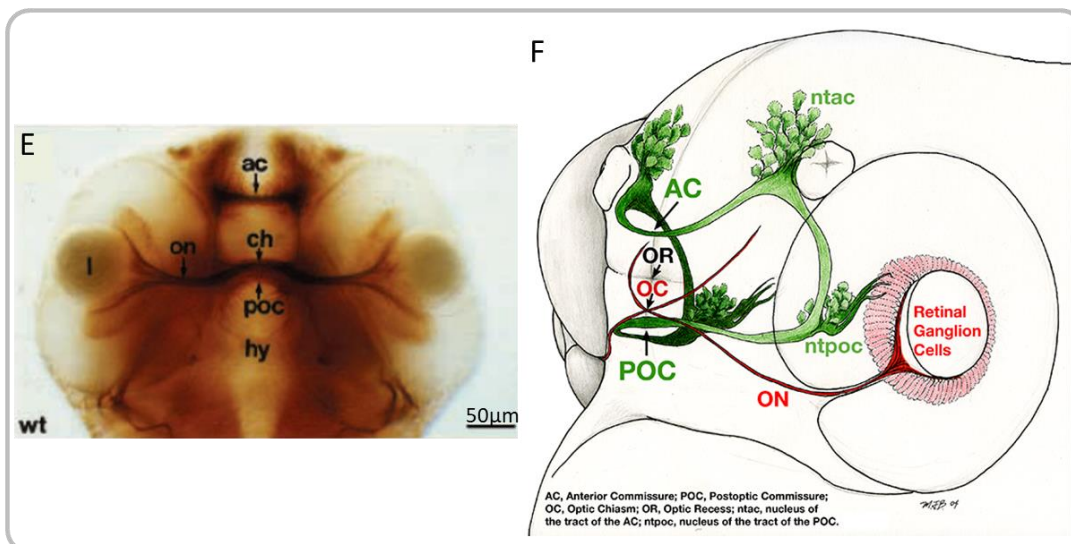 E
ac
ch
on
l
poc
hy
wt
50µm
F
ntac
AC
OR
OC
Retinal
Ganglion
Cells
ntpoc
POC
ON
AC, Anterior Commissure; POC, Postoptic Commissure;
OC, Optic Chiasm; OR, Optic Recess; ntac, nucleus of
the tract of the AC; ntpoc, nucleus of the tract of the POC.